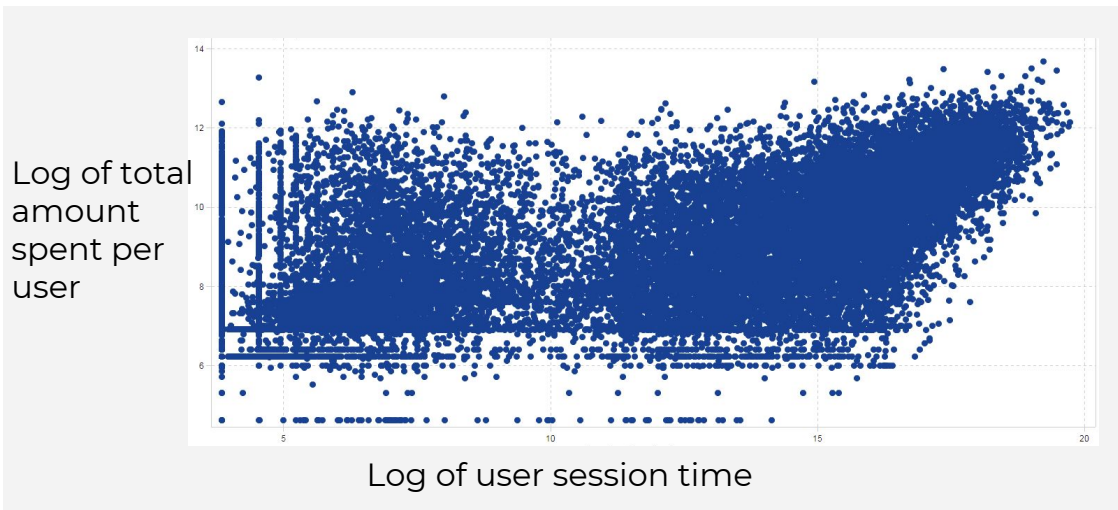 14
12
10
8
6
5
10
15
20
Log of total
amount
spent per
user
Log of user session time